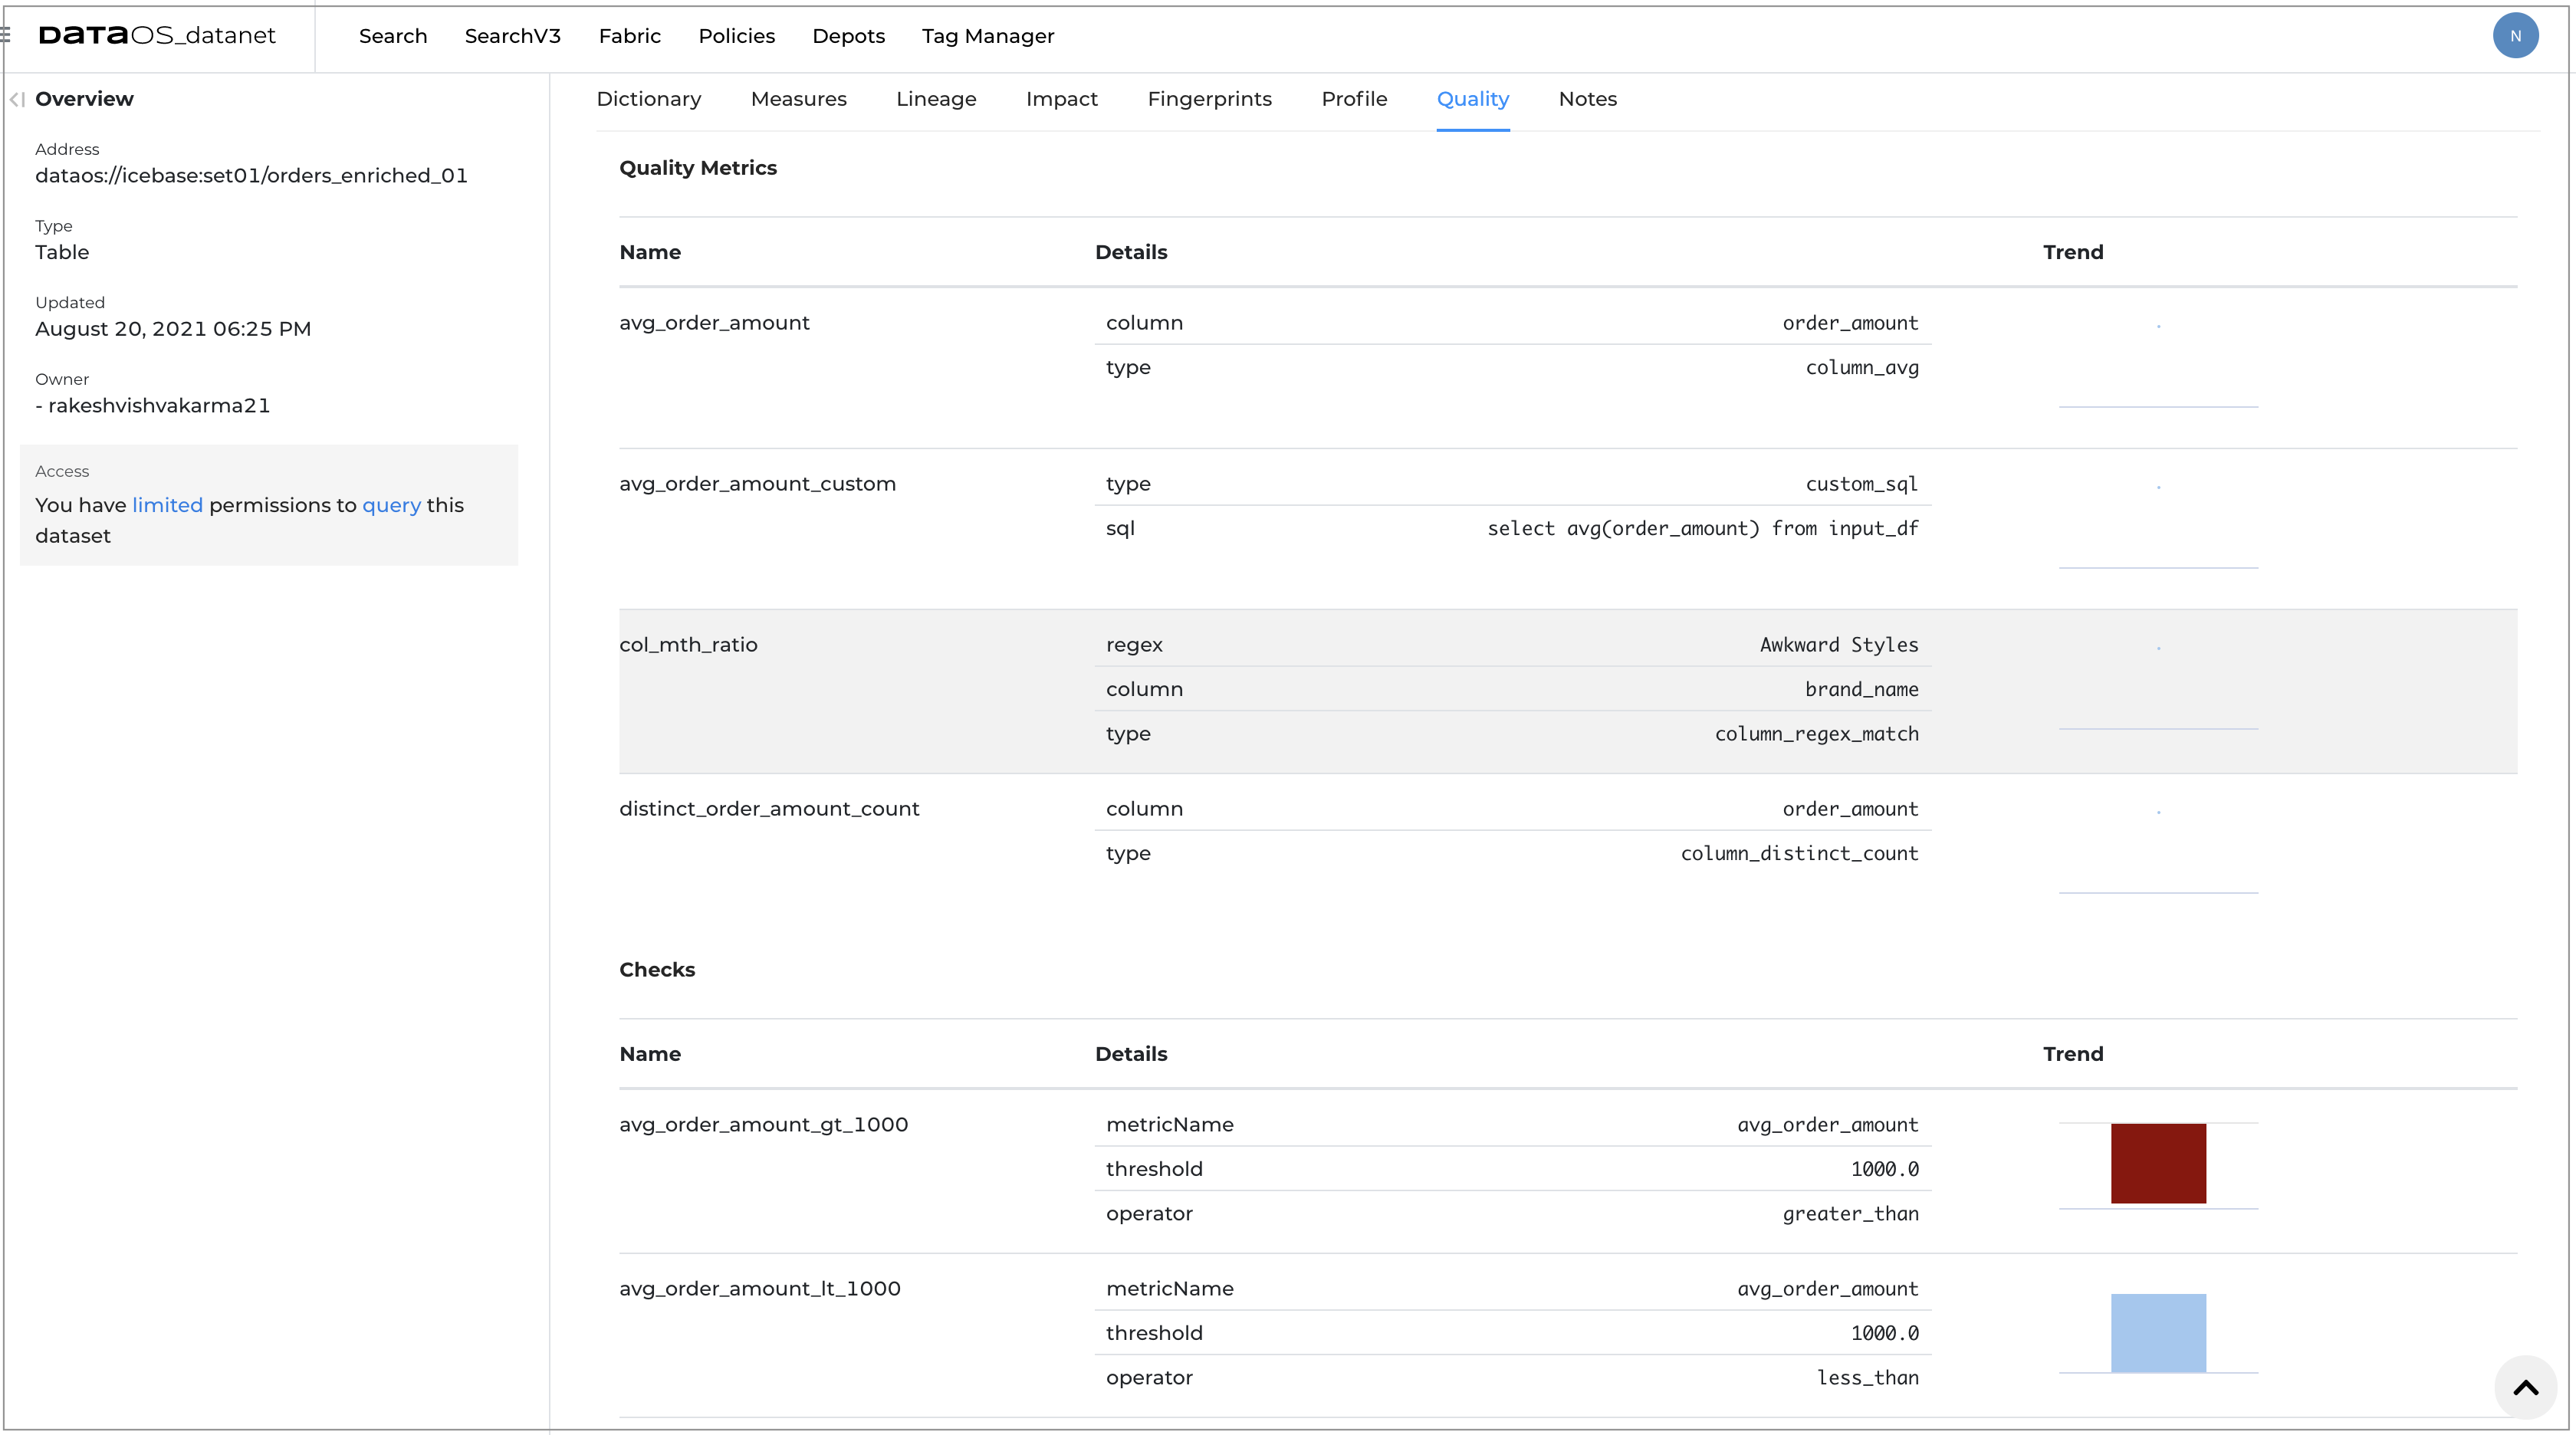 DATAOS_datanet Search SearchV3 Fabric Policies Depots Tag Manager N
Overview
Address
dataos://icebase:set01/orders_enriched_01
Type
Table
Updated
August 20, 2021 06:25 PM
Owner
- rakeshvishvakarma21
Access
You have limited permissions to query this
dataset
Dictionary Measures Lineage Impact Fingerprints Profile Quality Notes
Quality Metrics
Name Details Trend
avg_order_amount column order_amount
type column_avg
avg_order_amount_custom type custom_sql
sql select avg(order_amount) from input_df
col_mth_ratio regex Awkward Styles
column brand_name
type column_regex_match
distinct_order_amount_count column order_amount
type column_distinct_count
Checks
Name Details Trend
avg_order_amount_gt_1000 metricName avg_order_amount
threshold 1000.0
operator greater_than
avg_order_amount_lt_1000 metricName avg_order_amount
threshold 1000.0
operator less_than